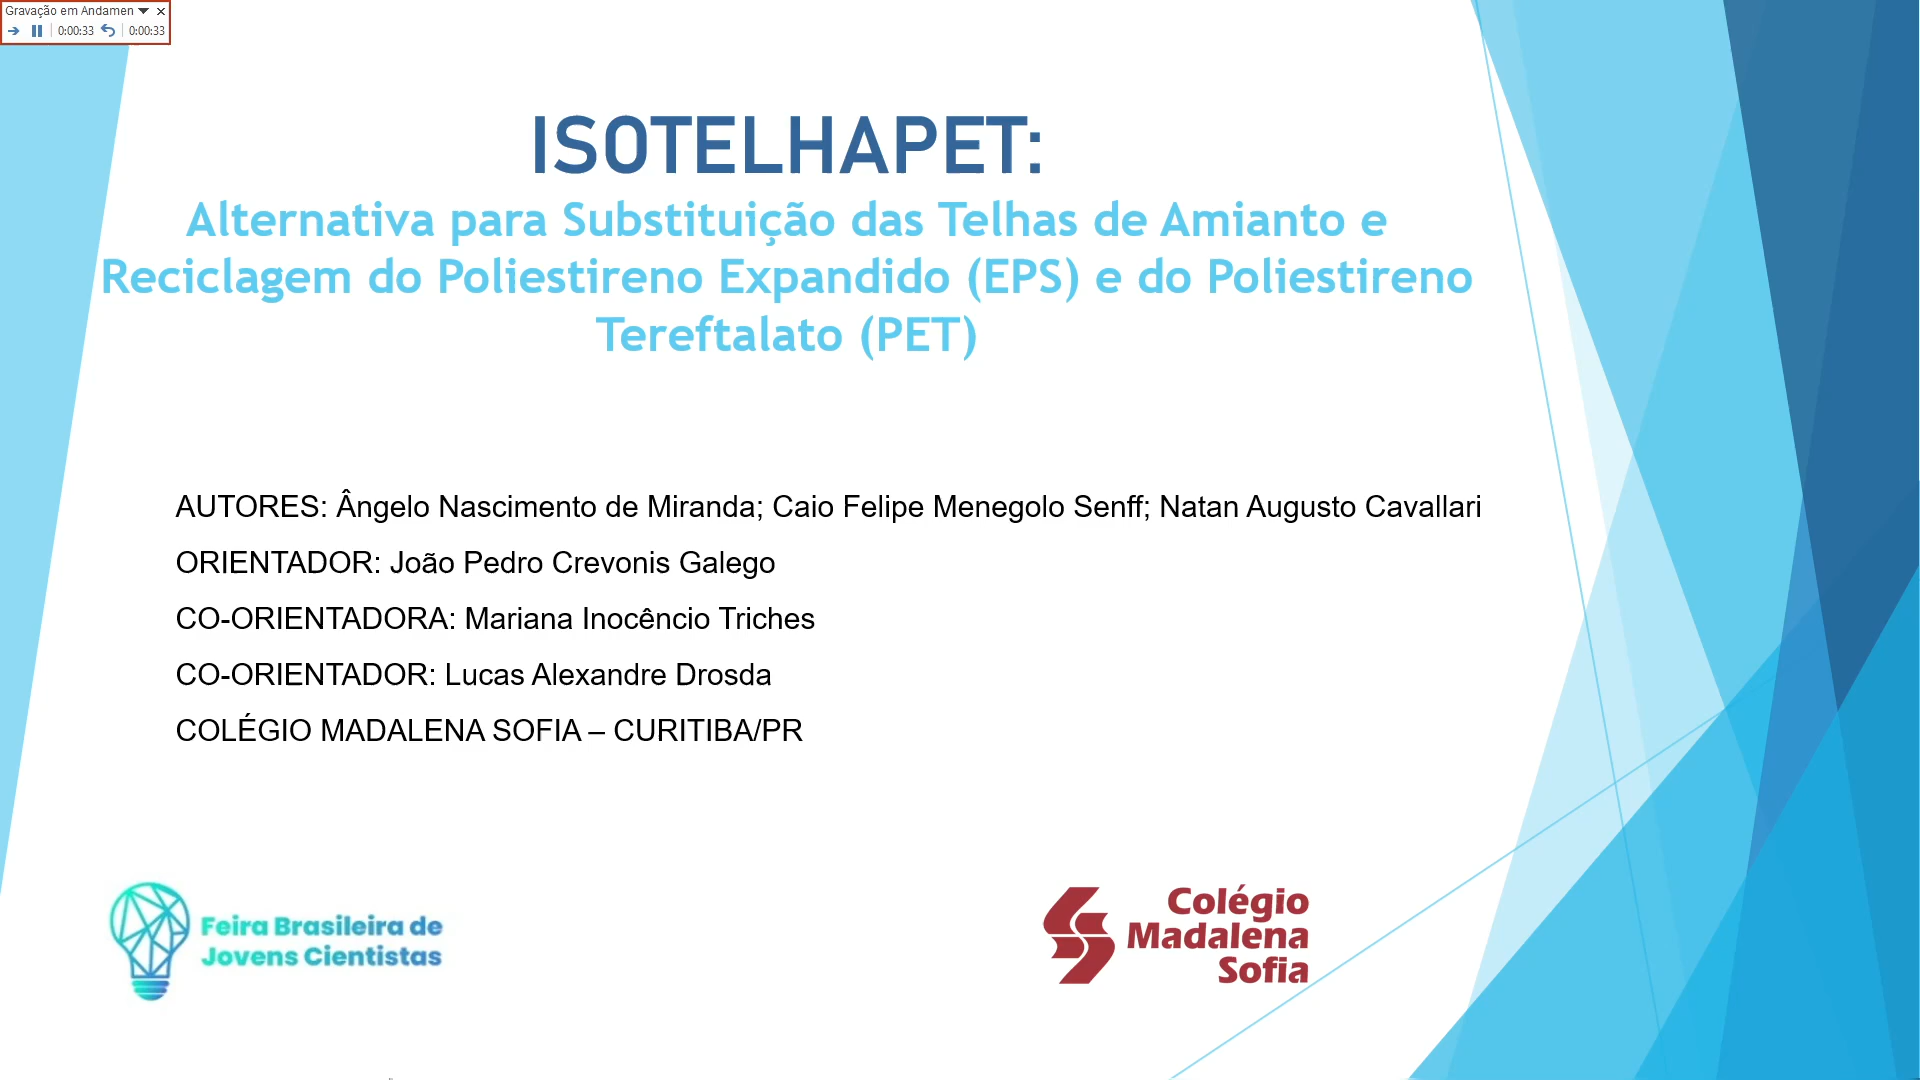 Gravação em Andamen
0:00:33 0:00:33
ISOTELHAPET:
Alternativa para Substituição das Telhas de Amianto e
Reciclagem do Poliestireno Expandido (EPS) e do Poliestireno
Tereftalato (PET)
AUTORES: Ângelo Nascimento de Miranda; Caio Felipe Menegolo Senff; Natan Augusto Cavallari
ORIENTADOR: João Pedro Crevonis Galego
CO-ORIENTADORA: Mariana Inocêncio Triches
CO-ORIENTADOR: Lucas Alexandre Drosda
COLÉGIO MADALENA SOFIA – CURITIBA/PR
Feira Brasileira de
Jovens Cientistas
Colégio
Madalena
Sofia